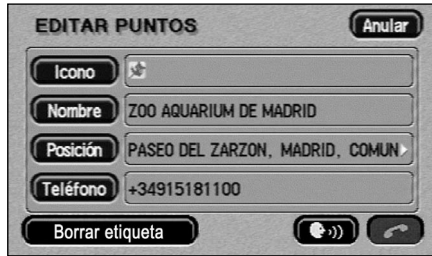 EDITAR PUNTOS Anular
Icono
Nombre ZOO AQUARIUM DE MADRID
Posición PASEO DEL ZARZON, MADRID, COMUN
Teléfono +34915181100
Borrar etiqueta